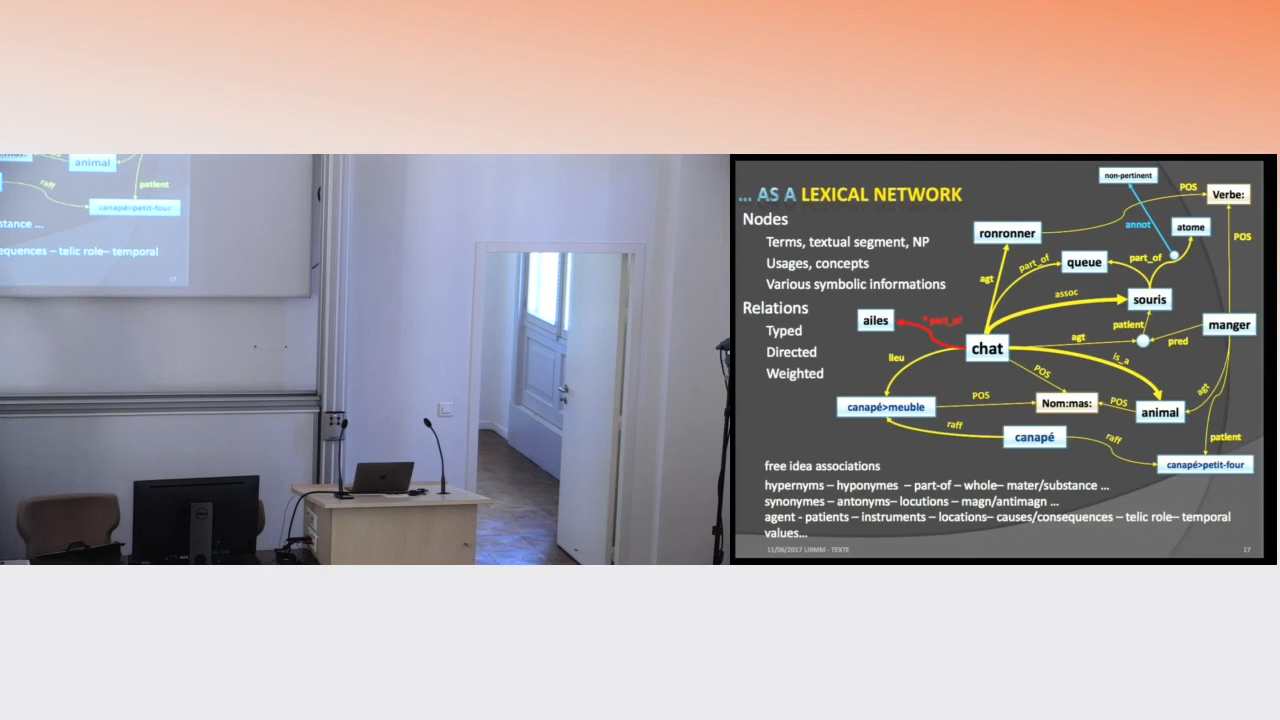 animal
raff
patient
canapé>petit-four
stance ...
equences – telic role– temporal
17
... AS A LEXICAL NETWORK
Nodes
Terms, textual segment, NP
Usages, concepts
Various symbolic informations
Relations
Typed
Directed
Weighted
non-pertinent
POS
Verbe:
annot
atome
ronronner
POS
part_of
queue
part_of
agt
assoc
souris
ailes
* part_of
patient
manger
agt
pred
chat
lieu
is_a
POS
canapé>meuble
POS
Nom:mas:
POS
animal
agt
raff
canapé
raff
patient
canapé>petit-four
free idea associations
hypernyms – hyponymes – part-of – whole– mater/substance ...
synonymes – antonyms– locutions – magn/antimagn ...
agent - patients – instruments – locations– causes/consequences – telic role– temporal
values...
11/06/2017 LIRMM - TEXTE
17